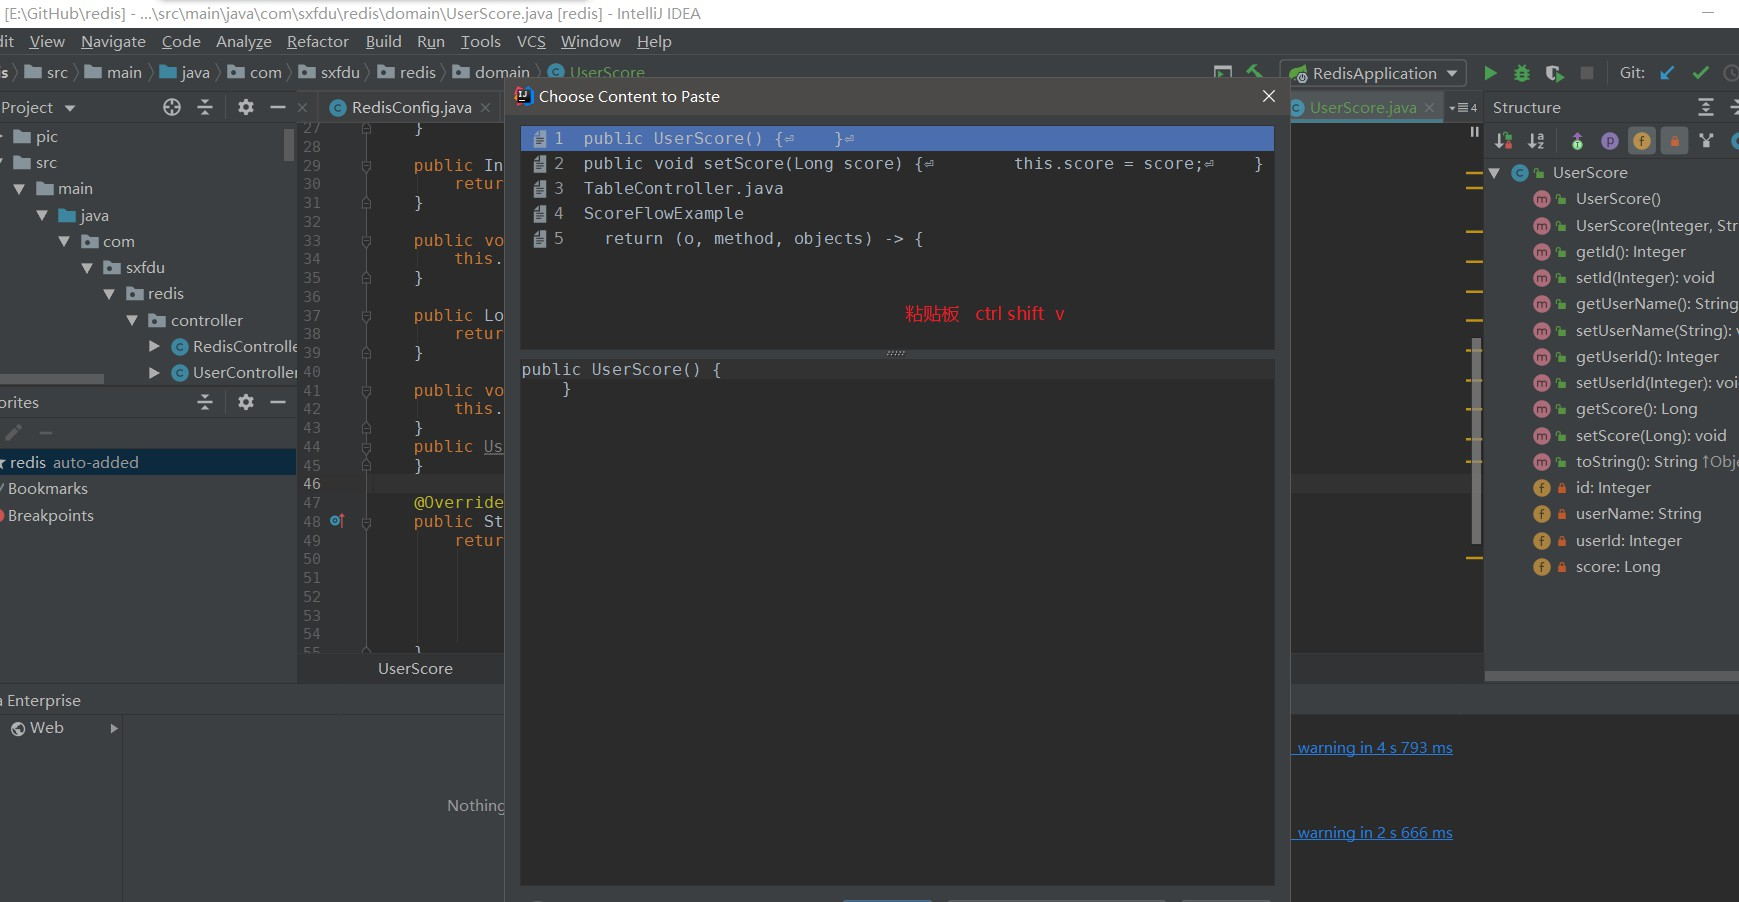 [E:\GitHub\redis] - ...\src\main\java\com\sxfdu\redis\domain\UserScore.java [redis] - IntelliJ IDEA
dit View Navigate Code Analyze Refactor Build Run Tools VCS Window Help
s src main java com sxfdu redis domain UserScore RedisApplication Git:
Project RedisConfig.java UserScore.java 4 Structure
Choose Content to Paste
1 public UserScore() {⏎    }⏎
2 public void setScore(Long score) {⏎        this.score = score;⏎    }
3 TableController.java
4 ScoreFlowExample
5   return (o, method, objects) -> {
粘贴板 ctrl shift v
public UserScore() {
    }
pic
src
main
java
com
sxfdu
redis
controller
RedisControlle
UserController
orites
redis auto-added
Bookmarks
Breakpoints
27 }
28
29 public In
30 retur
31 }
32
33 public vo
34 this.
35 }
36
37 public Lo
38 retur
39 }
40
41 public vo
42 this.
43 }
44 public Us
45 }
46
47 @Override
48 public St
49 retur
50
51
52
53
54
55 }
UserScore
UserScore
UserScore()
UserScore(Integer, Str
getId(): Integer
setId(Integer): void
getUserName(): String
setUserName(String): v
getUserId(): Integer
setUserId(Integer): voi
getScore(): Long
setScore(Long): void
toString(): String ↑Obje
id: Integer
userName: String
userId: Integer
score: Long
a Enterprise
Web
Nothing
warning in 4 s 793 ms
warning in 2 s 666 ms